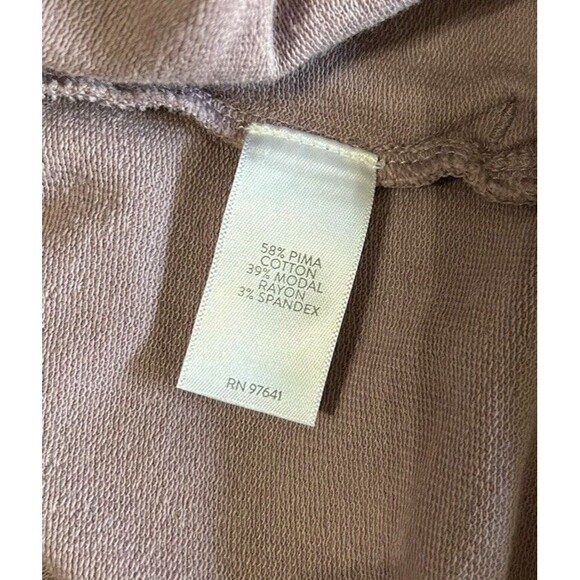 58% PIMA
COTTON
39% MODAL
RAYON
3% SPANDEX
RN 97641